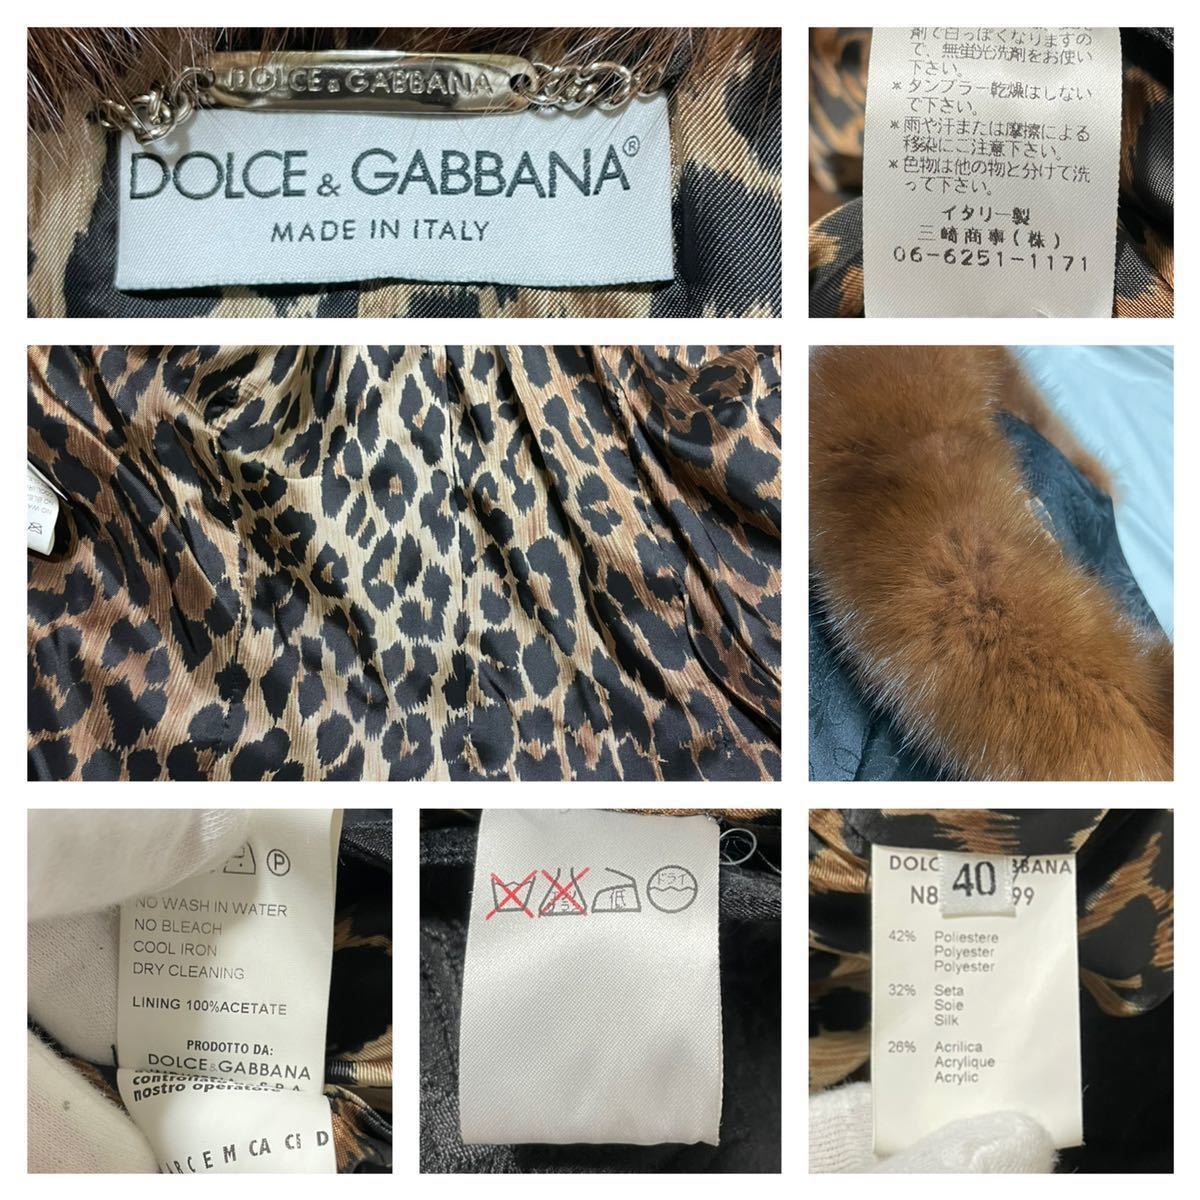 DOLCE & GABBANA
DOLCE & GABBANA®
MADE IN ITALY
剤で白っぽくなりますの
で、無蛍光洗剤をお使い
下さい。
* タンブラー乾燥はしない
で下さい。
* 雨や汗または摩擦による
移染にご注意下さい。
* 色物は他の物と分けて洗
って下さい。
イタリー製
三崎商事(株)
06-6251-1171
P
NO WASH IN WATER
NO BLEACH
COOL IRON
DRY CLEANING
LINING 100%ACETATE
PRODOTTO DA:
DOLCE&GABBANA
nostro operatore
低
ドライ
40
42% Poliestere
Polyester
Polyester
32% Seta
Soie
Silk
26% Acrilica
Acrylique
Acrylic